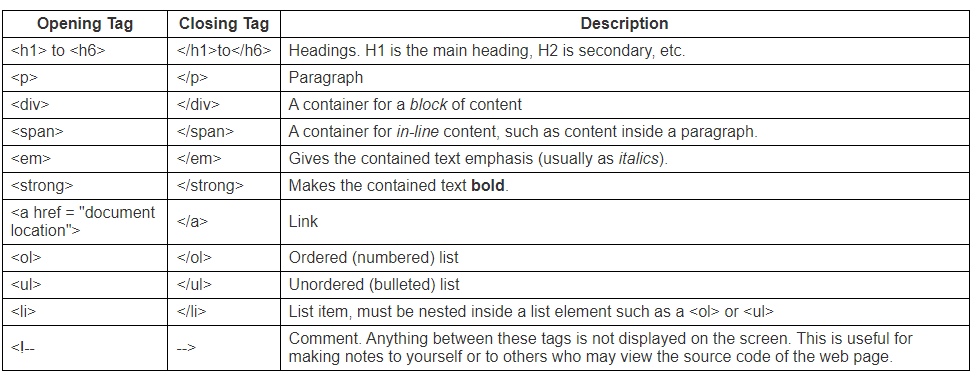 Opening Tag Closing Tag Description
<h1> to <h6> </h1>to</h6> Headings. H1 is the main heading, H2 is secondary, etc.
<p> </p> Paragraph
<div> </div> A container for a block of content
<span> </span> A container for in-line content, such as content inside a paragraph.
<em> </em> Gives the contained text emphasis (usually as italics).
<strong> </strong> Makes the contained text bold.
<a href = "document
location"> </a> Link
<ol> </ol> Ordered (numbered) list
<ul> </ul> Unordered (bulleted) list
<li> </li> List item, must be nested inside a list element such as a <ol> or <ul>
<!-- --> Comment. Anything between these tags is not displayed on the screen. This is useful for
making notes to yourself or to others who may view the source code of the web page.